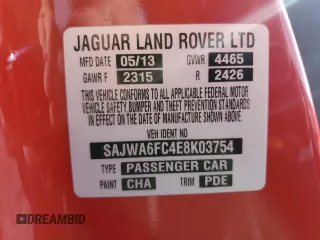 JAGUAR LAND ROVER LTD
MFD DATE 05/13 GVWR 4465
GAWR F 2315 R 2426
THIS VEHICLE CONFORMS TO ALL APPLICABLE FEDERAL MOTOR
VEHICLE SAFETY, BUMPER AND THEFT PREVENTION STANDARDS
IN EFFECT ON THE DATE OF MANUFACTURE SHOWN ABOVE
VEH IDENT NO
SAJWA6FC4E8K03754
TYPE PASSENGER CAR
PAINT CHA TRIM PDE
DREAMBID